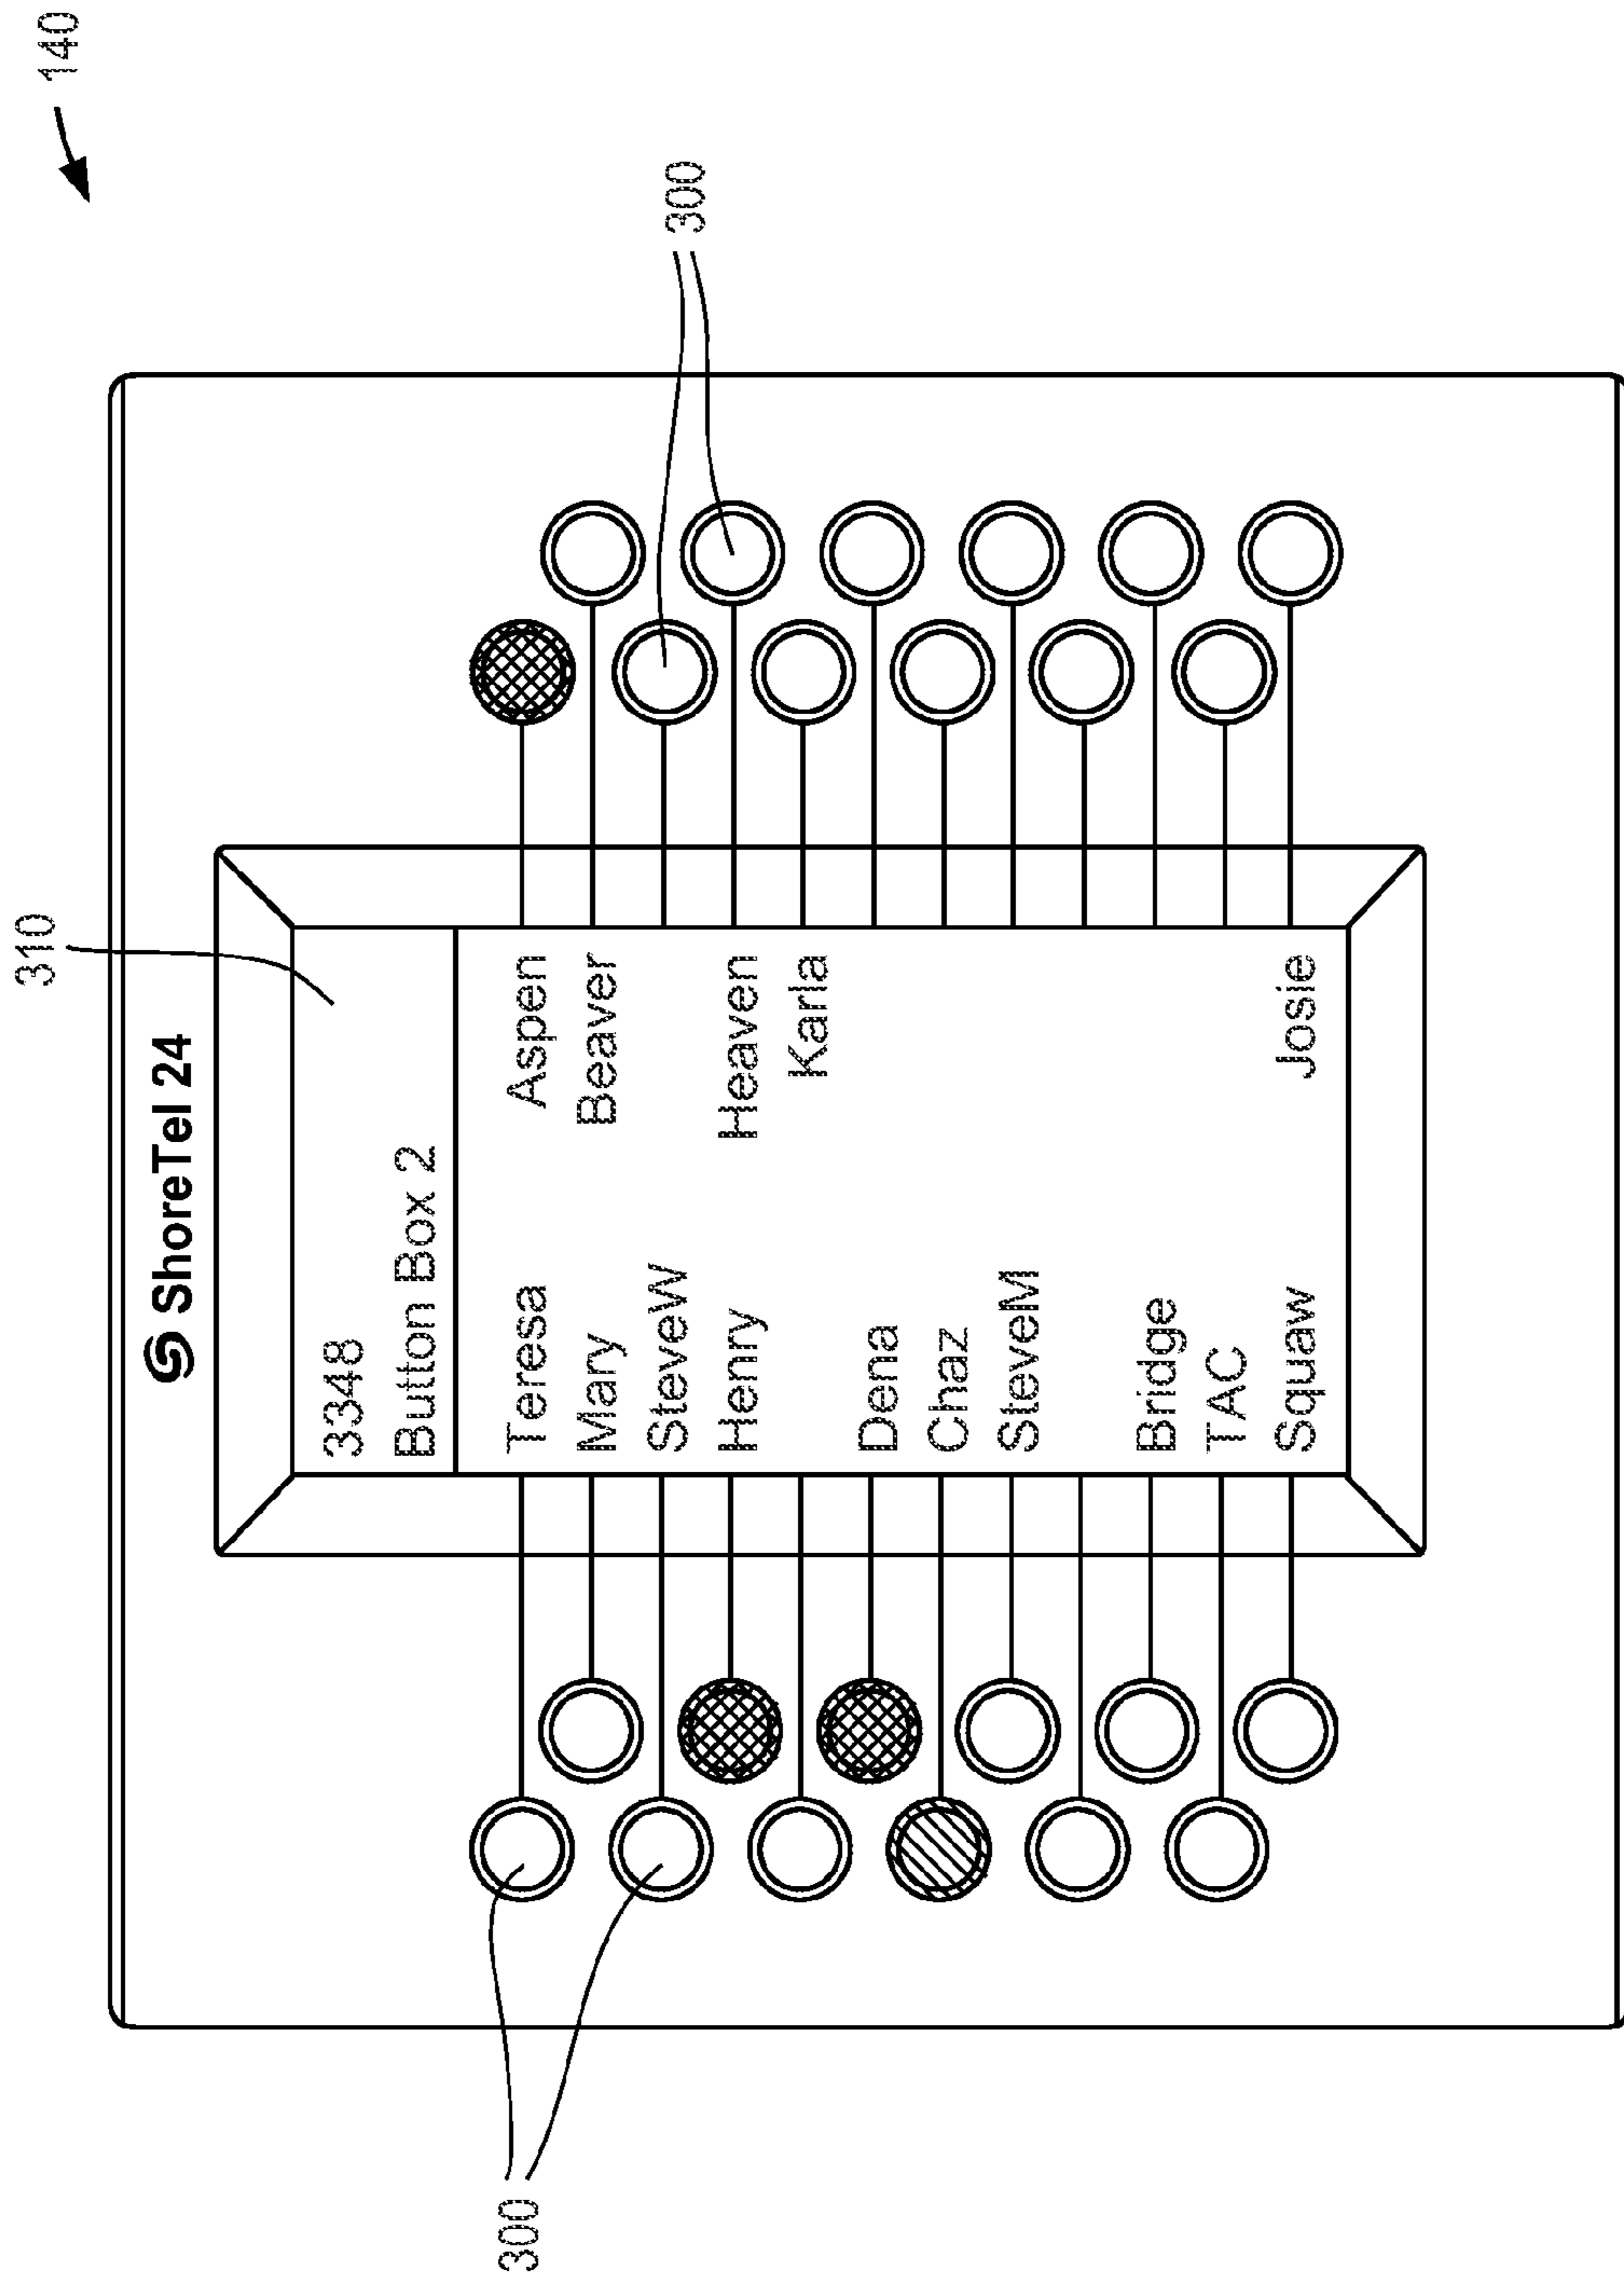 140
310
ShoreTel 24
3348
Button Box 2
Teresa Aspen
Mary Beaver
SteveW
Henry Heaven
Karla
Dena
Chaz
SteveM
Bridge
TAC
Squaw Josie
300
300